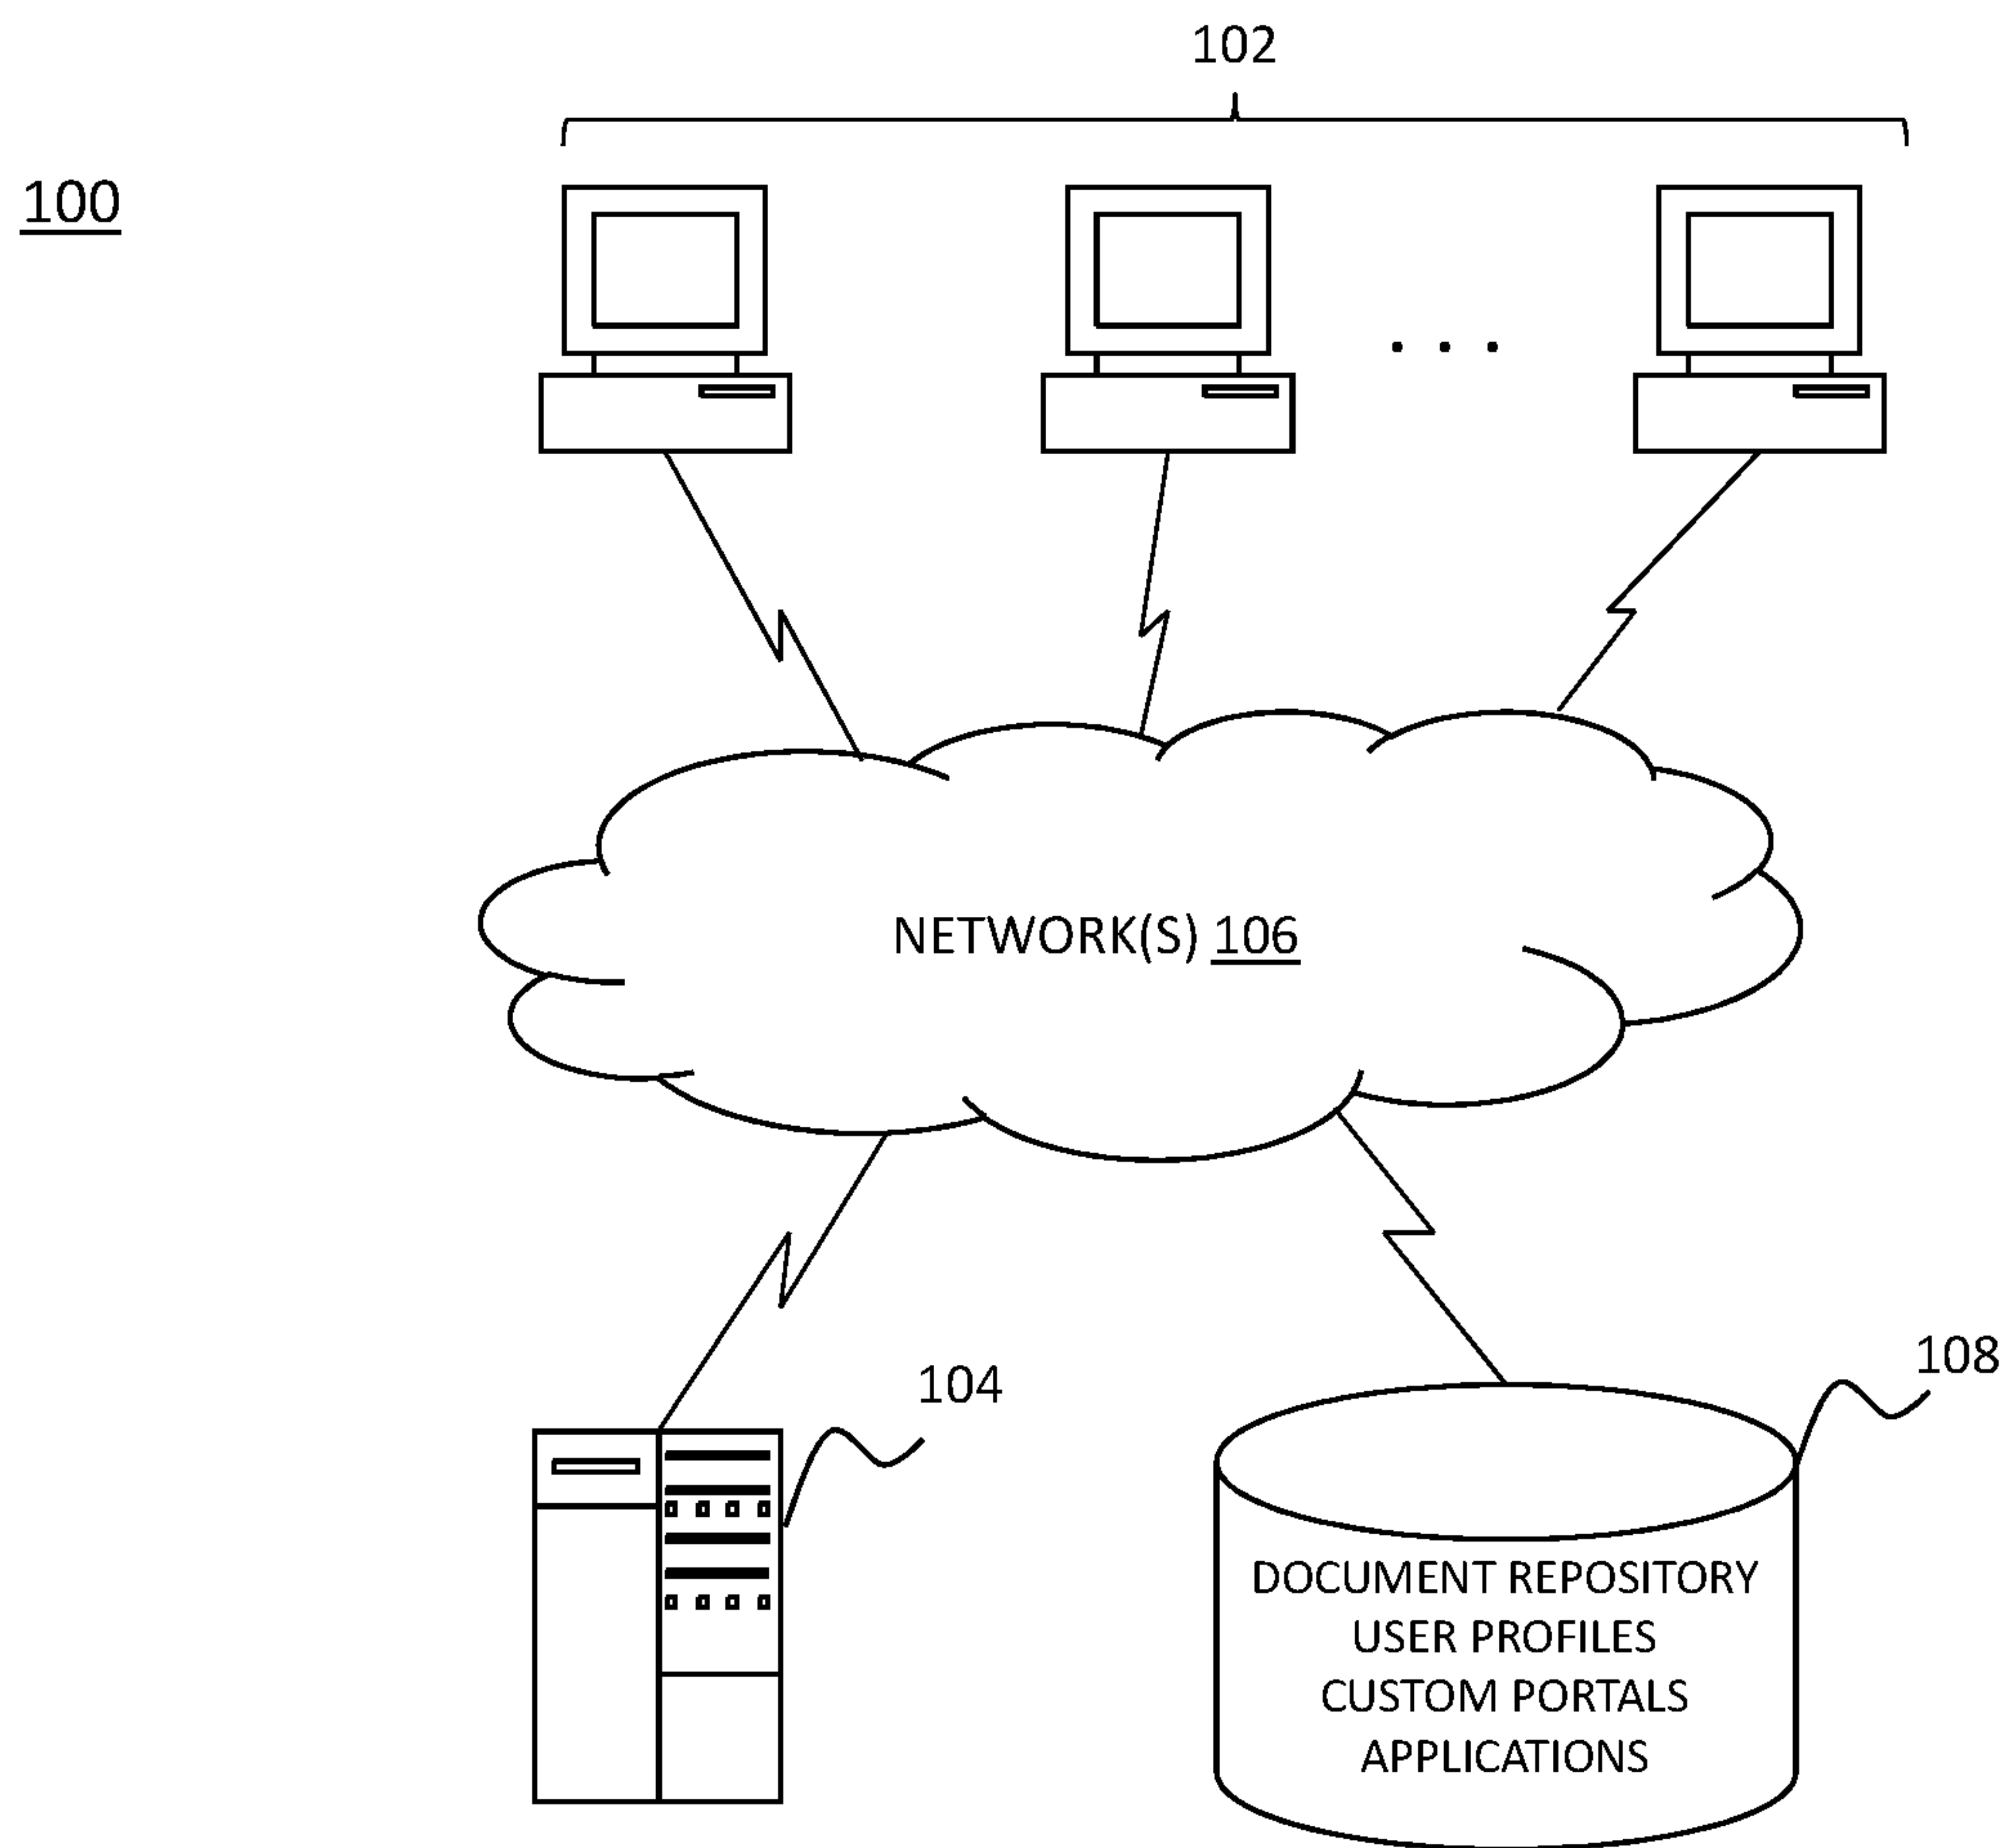 102
100
. . .
NETWORK(S) 106
104
108
DOCUMENT REPOSITORY
USER PROFILES
CUSTOM PORTALS
APPLICATIONS